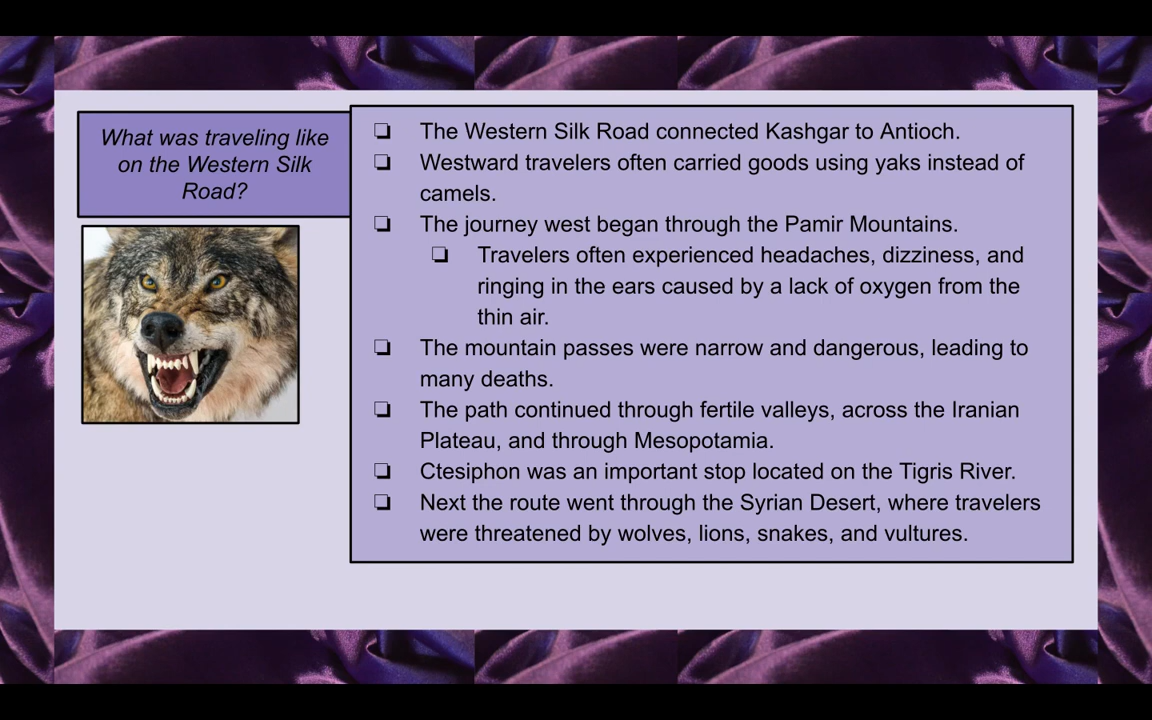 What was traveling like
on the Western Silk
Road?
❏ The Western Silk Road connected Kashgar to Antioch.
❏ Westward travelers often carried goods using yaks instead of
camels.
❏ The journey west began through the Pamir Mountains.
❏ Travelers often experienced headaches, dizziness, and
ringing in the ears caused by a lack of oxygen from the
thin air.
❏ The mountain passes were narrow and dangerous, leading to
many deaths.
❏ The path continued through fertile valleys, across the Iranian
Plateau, and through Mesopotamia.
❏ Ctesiphon was an important stop located on the Tigris River.
❏ Next the route went through the Syrian Desert, where travelers
were threatened by wolves, lions, snakes, and vultures.